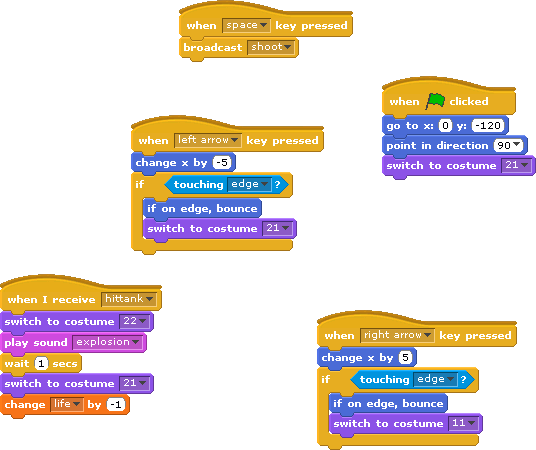 when space key pressed
broadcast shoot
when clicked
go to x: 0 y: -120
point in direction 90
switch to costume 21
when left arrow key pressed
change x by -5
if touching edge ?
if on edge, bounce
switch to costume 21
when I receive hittank
switch to costume 22
play sound explosion
wait 1 secs
switch to costume 21
change life by -1
when right arrow key pressed
change x by 5
if touching edge ?
if on edge, bounce
switch to costume 11